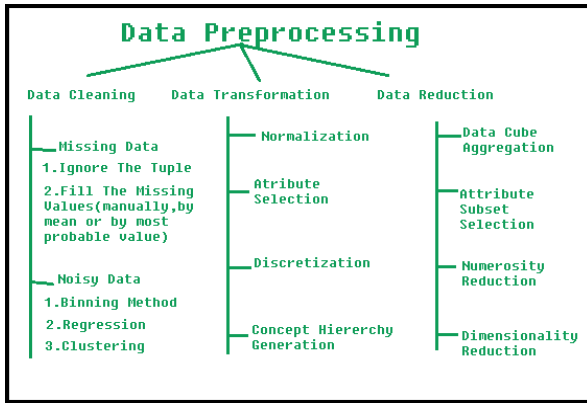 Data Preprocessing
Data Cleaning
Missing Data
1.Ignore The Tuple
2.Fill The Missing
Values(manually,by
mean or by most
probable value)
Noisy Data
1.Binning Method
2.Regression
3.Clustering
Data Transformation
Normalization
Atribute
Selection
Discretization
Concept Hiererchy
Generation
Data Reduction
Data Cube
Aggregation
Attribute
Subset
Selection
Numerosity
Reduction
Dimensionality
Reduction